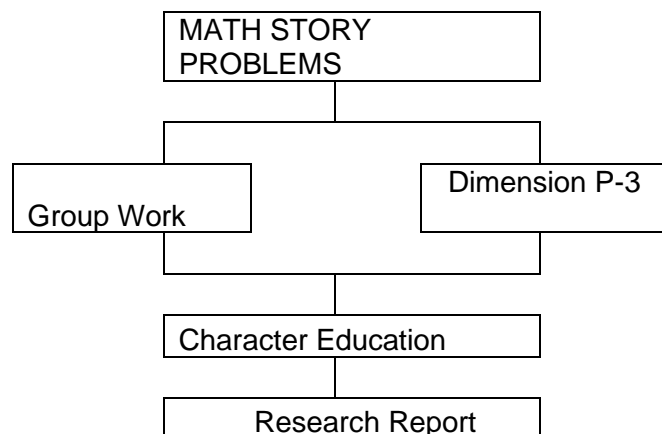 MATH STORY
PROBLEMS
Group Work
Dimension P-3
Character Education
Research Report